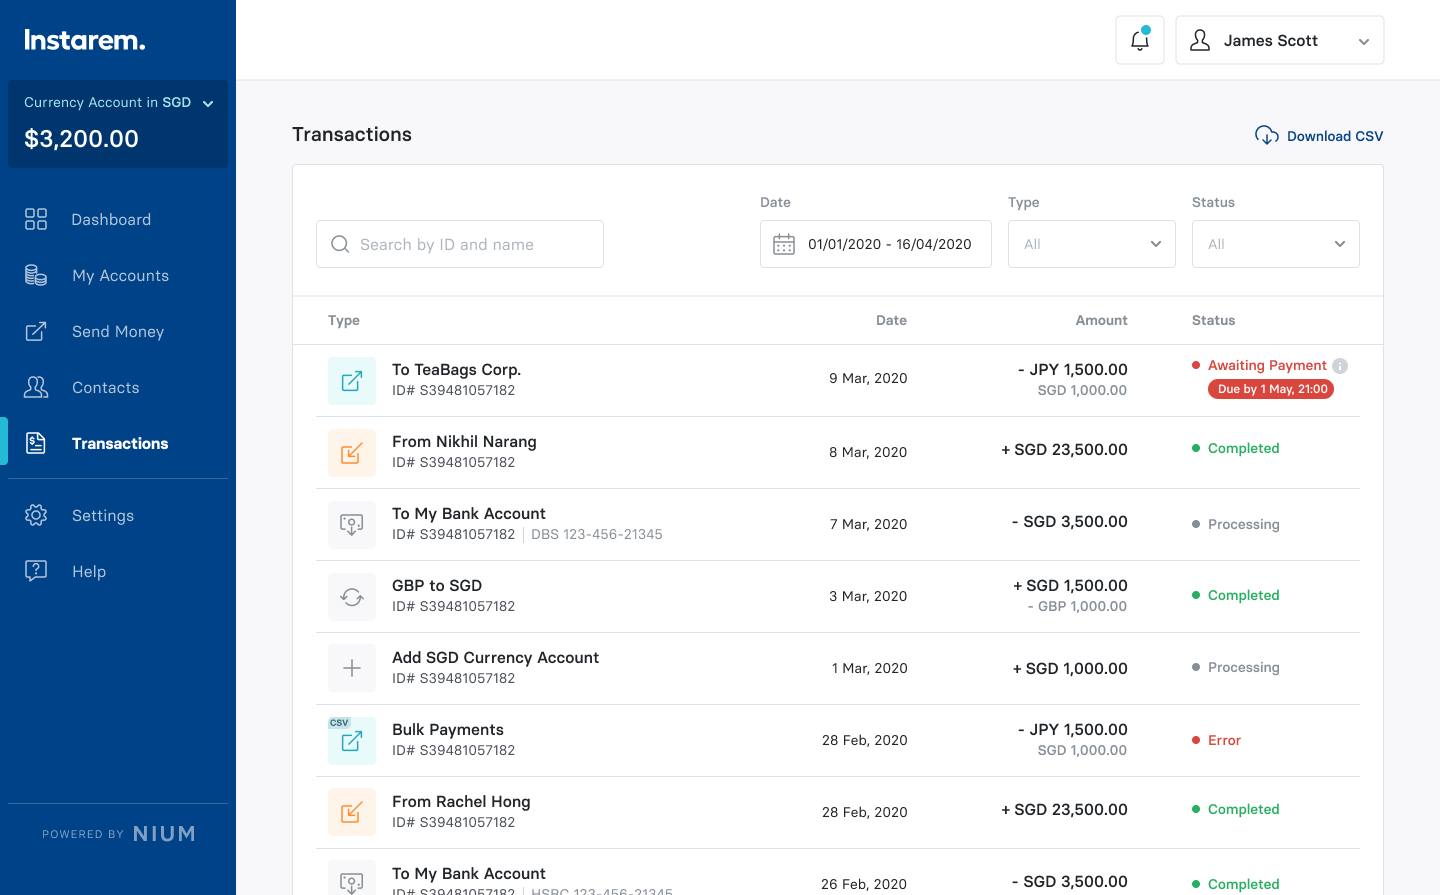 Instarem.
Currency Account in SGD
$3,200.00
Dashboard
My Accounts
Send Money
Contacts
Transactions
Settings
Help
POWERED BY NIUM
James Scott
Transactions
Download CSV
Search by ID and name
Date
01/01/2020 - 16/04/2020
Type
All
Status
All
Type Date Amount Status
To TeaBags Corp.
ID# S39481057182
9 Mar, 2020
- JPY 1,500.00
SGD 1,000.00
Awaiting Payment
Due by 1 May, 21:00
From Nikhil Narang
ID# S39481057182
8 Mar, 2020
+ SGD 23,500.00
Completed
To My Bank Account
ID# S39481057182 | DBS 123-456-21345
7 Mar, 2020
- SGD 3,500.00
Processing
GBP to SGD
ID# S39481057182
3 Mar, 2020
+ SGD 1,500.00
- GBP 1,000.00
Completed
Add SGD Currency Account
ID# S39481057182
1 Mar, 2020
+ SGD 1,000.00
Processing
CSV
Bulk Payments
ID# S39481057182
28 Feb, 2020
- JPY 1,500.00
SGD 1,000.00
Error
From Rachel Hong
ID# S39481057182
28 Feb, 2020
+ SGD 23,500.00
Completed
To My Bank Account
ID# S39481057182 | HSBC 123-456-21345
26 Feb, 2020
- SGD 3,500.00
Completed